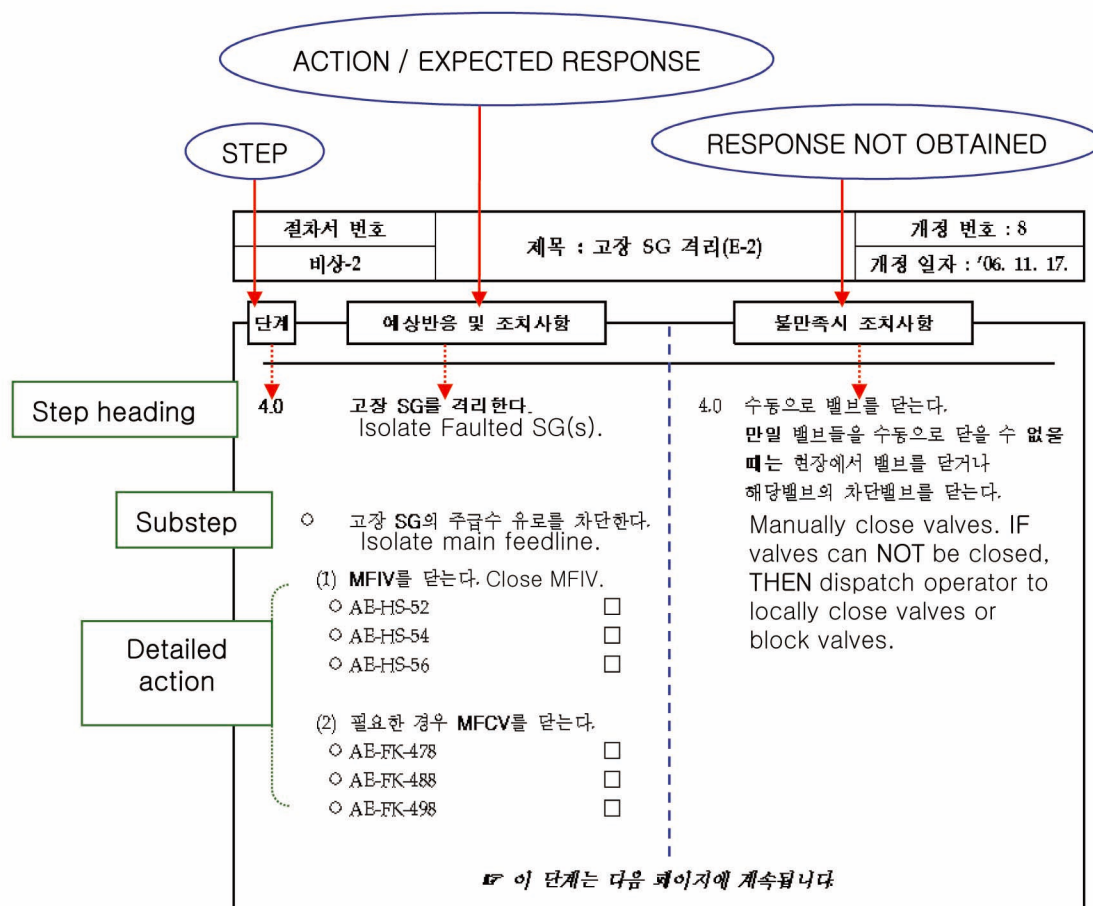 ACTION / EXPECTED RESPONSE
STEP
RESPONSE NOT OBTAINED
절차서 번호
비상-2
제목 : 고장 SG 격리(E-2)
개정 번호 : 8
개정 일자 : '06. 11. 17.
단계
예상반응 및 조치사항
불만족시 조치사항
Step heading
4.0
고장 SG를 격리한다.
Isolate Faulted SG(s).
Substep
○ 고장 SG의 주급수 유로를 차단한다.
Isolate main feedline.
Detailed
action
(1) MFIV를 닫는다. Close MFIV.
○ AE-HS-52 □
○ AE-HS-54 □
○ AE-HS-56 □
(2) 필요한 경우 MFCV를 닫는다.
○ AE-FK-478 □
○ AE-FK-488 □
○ AE-FK-498 □
4.0 수동으로 밸브를 닫는다.
만일 밸브들을 수동으로 닫을 수 없을
때는 현장에서 밸브를 닫거나
해당밸브의 차단밸브를 닫는다.
Manually close valves. IF
valves can NOT be closed,
THEN dispatch operator to
locally close valves or
block valves.
☞ 이 단계는 다음 페이지에 계속됩니다